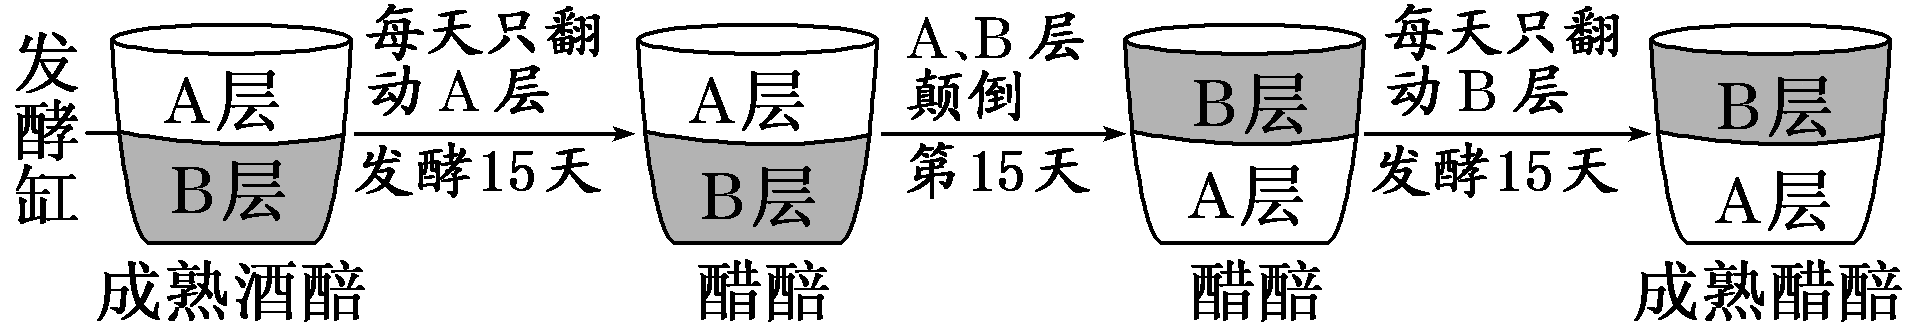 发酵缸
A层
B层
成熟酒醅
每天只翻
动A层
发酵15天
A层
B层
醋醅
A、B层
颠倒
第15天
B层
A层
醋醅
每天只翻
动B层
发酵15天
B层
A层
成熟醋醅